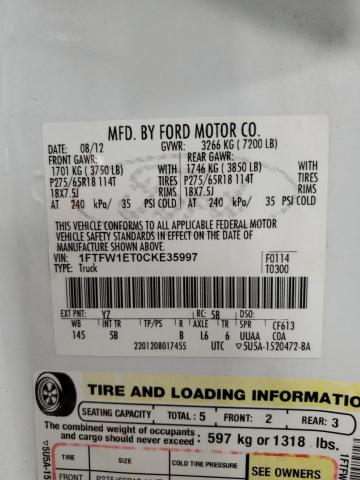 MFD. BY FORD MOTOR CO.
DATE: 08/12 GVWR: 3266 KG ( 7200 LB)
FRONT GAWR: REAR GAWR:
1701 KG ( 3750 LB) 1746 KG ( 3850 LB)
P275/65R18 114T TIRES P275/65R18 114T TIRES
18X7.5J RIMS 18X7.5J RIMS
AT 240 kPa/ 35 PSI COLD AT 240 kPa/ 35 PSI COLD
THIS VEHICLE CONFORMS TO ALL APPLICABLE FEDERAL MOTOR
VEHICLE SAFETY STANDARDS IN EFFECT ON THE DATE OF
MANUFACTURE SHOWN ABOVE.
VIN: 1FTFW1ET0CKE35997 F0114
TYPE: Truck T0300
EXT PNT: YZ RC: 5B DSO:
WB INT TR TP/PS R AXLE TR SPR CF613
145 5B B L6 6 UUAA COA
2201208017455 UTC 5U5A-1520472-BA
TIRE AND LOADING INFORMATION
SEATING CAPACITY TOTAL: 5 FRONT: 2 REAR: 3
The combined weight of occupants
and cargo should never exceed: 597 kg or 1318 lbs.
TIRE SIZE COLD TIRE PRESSURE SEE OWNERS
FRONT P275/65R18
5U5A-15
1FTFW